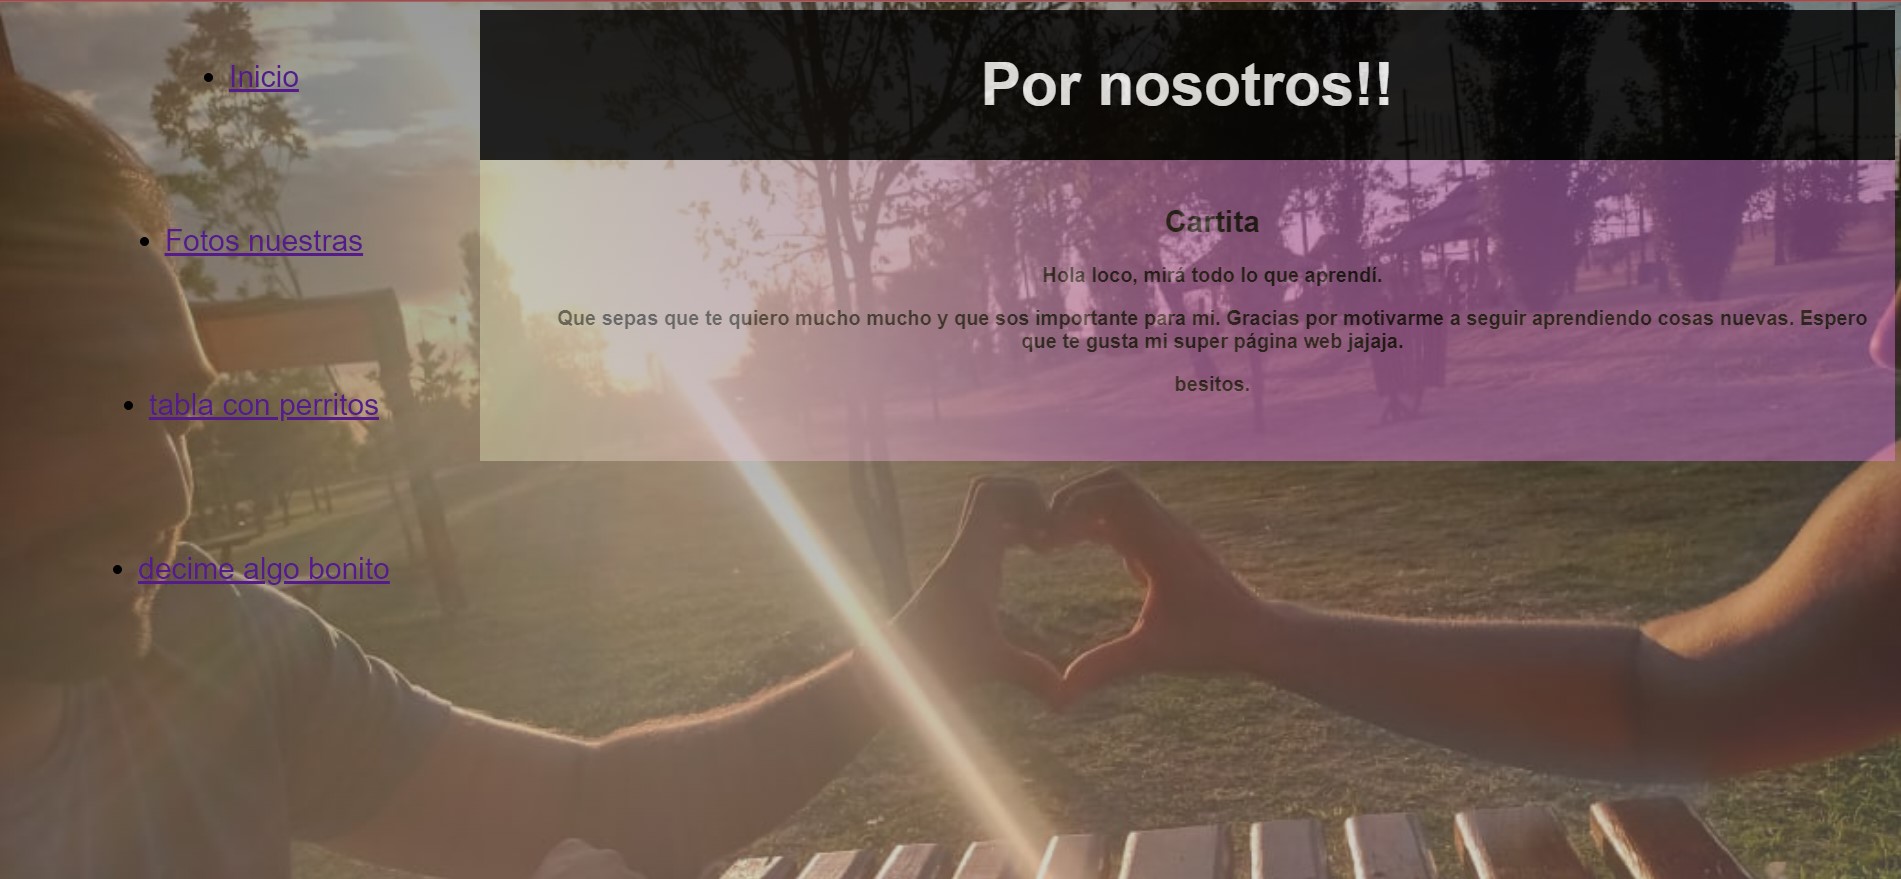 Inicio
Fotos nuestras
tabla con perritos
decime algo bonito
Por nosotros!!
Cartita
Hola loco, mirá todo lo que aprendí.
Que sepas que te quiero mucho mucho y que sos importante para mí. Gracias por motivarme a seguir aprendiendo cosas nuevas. Espero
que te gusta mi super página web jajaja.
besitos.